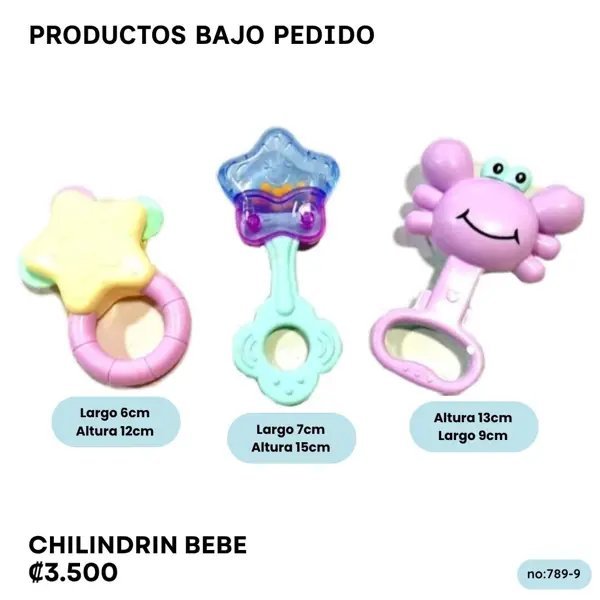 PRODUCTOS BAJO PEDIDO
Largo 6cm
Altura 12cm
Largo 7cm
Altura 15cm
Altura 13cm
Largo 9cm
CHILINDRIN BEBE
₡3.500
no:789-9